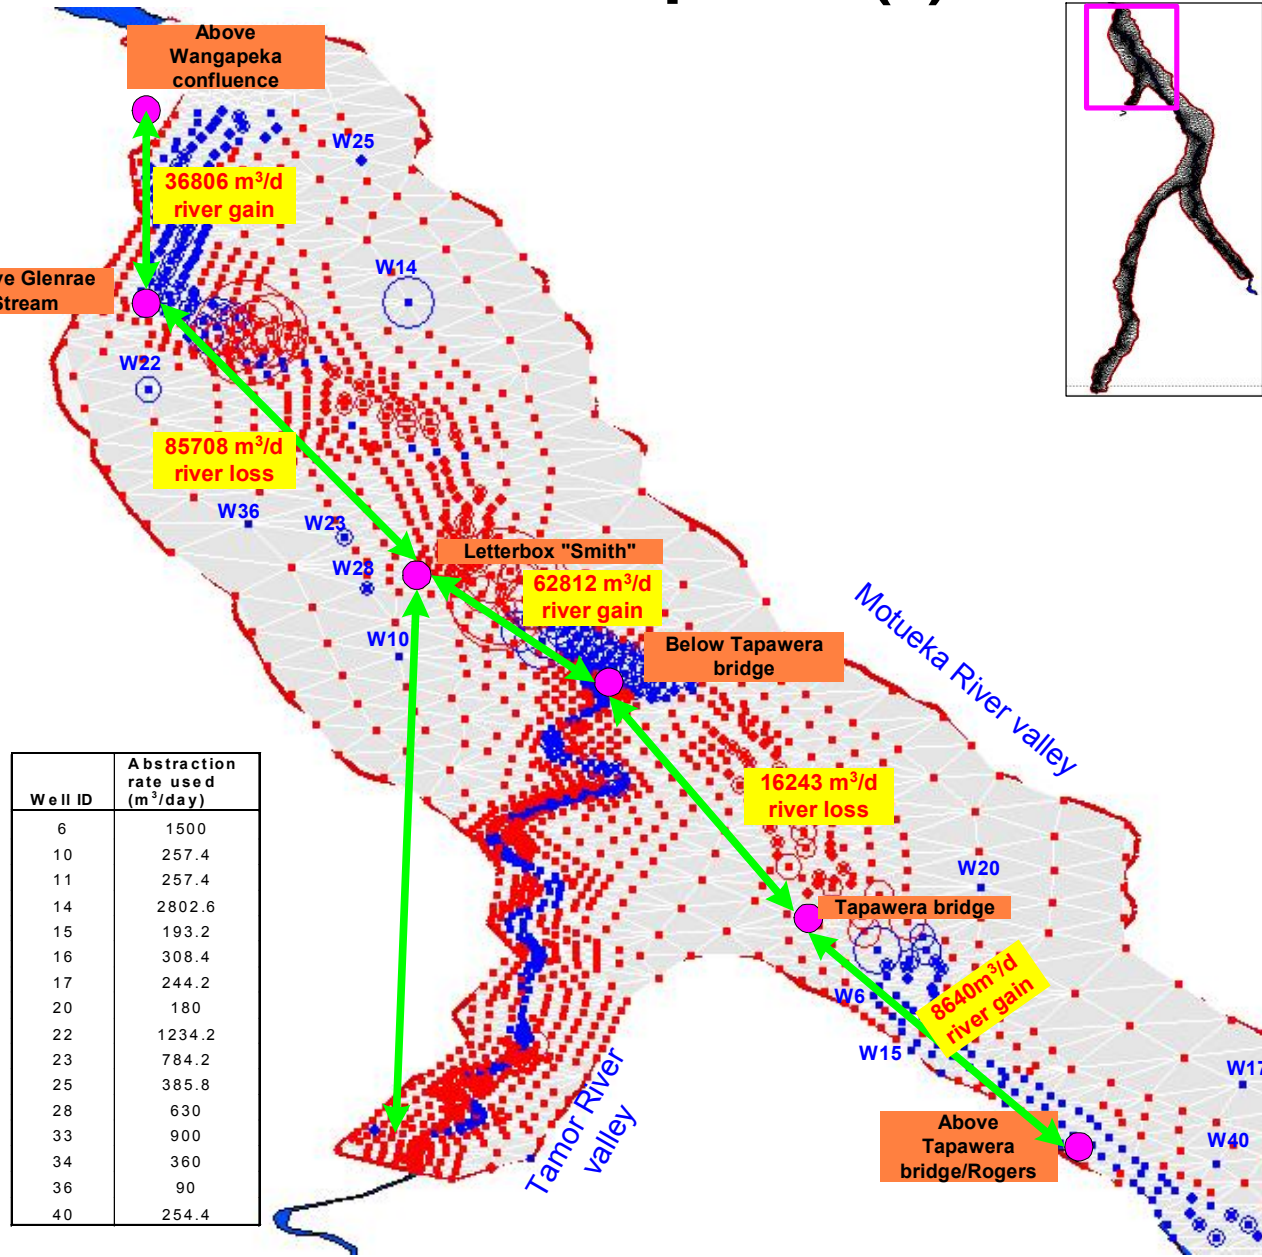 Above
Wangapeka
confluence
W25
36806 m³/d
river gain
W14
Glenrae
Stream
W22
85708 m³/d
river loss
W36
W23
Letterbox "Smith"
W28
62812 m³/d
river gain
W10
Below Tapawera
bridge
Motueka River valley
16243 m³/d
river loss
W20
Tapawera bridge
W6
8640m³/d
river gain
W15
W17
Above
Tapawera
bridge/Rogers
W40
Tamor River
valley
Well ID Abstraction rate used (m³/day)
6 1500
10 257.4
11 257.4
14 2802.6
15 193.2
16 308.4
17 244.2
20 180
22 1234.2
23 784.2
25 385.8
28 630
33 900
34 360
36 90
40 254.4